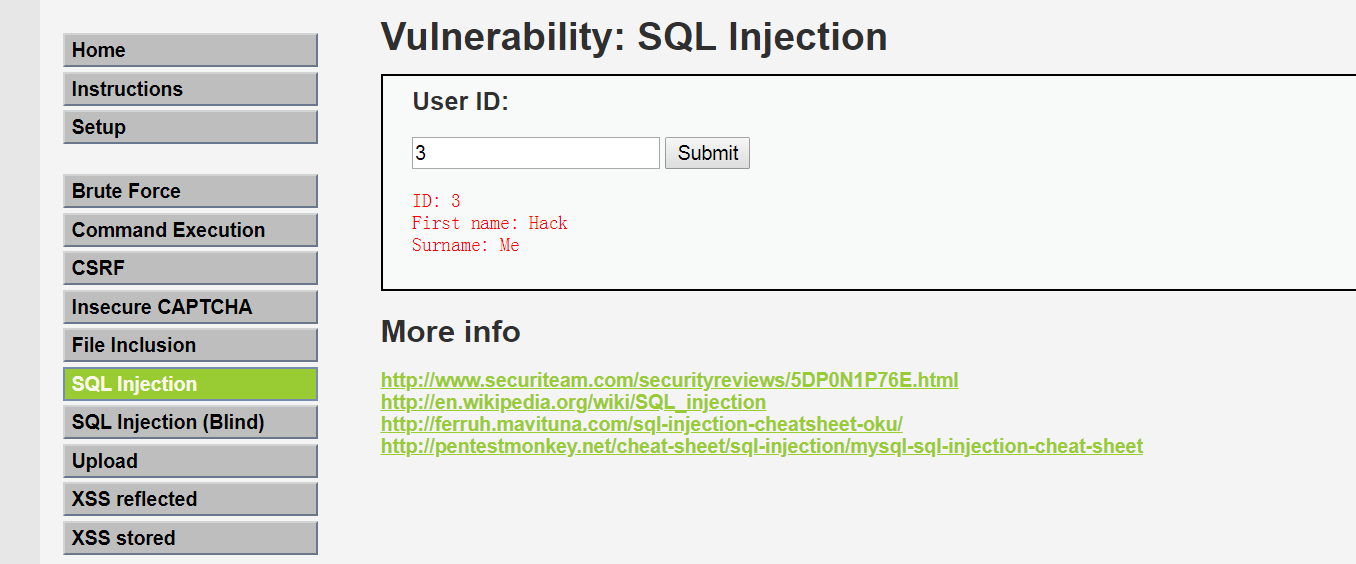 Home
Instructions
Setup
Brute Force
Command Execution
CSRF
Insecure CAPTCHA
File Inclusion
SQL Injection
SQL Injection (Blind)
Upload
XSS reflected
XSS stored
Vulnerability: SQL Injection
User ID:
3 Submit
ID: 3
First name: Hack
Surname: Me
More info
http://www.securiteam.com/securityreviews/5DP0N1P76E.html
http://en.wikipedia.org/wiki/SQL_injection
http://ferruh.mavituna.com/sql-injection-cheatsheet-oku/
http://pentestmonkey.net/cheat-sheet/sql-injection/mysql-sql-injection-cheat-sheet